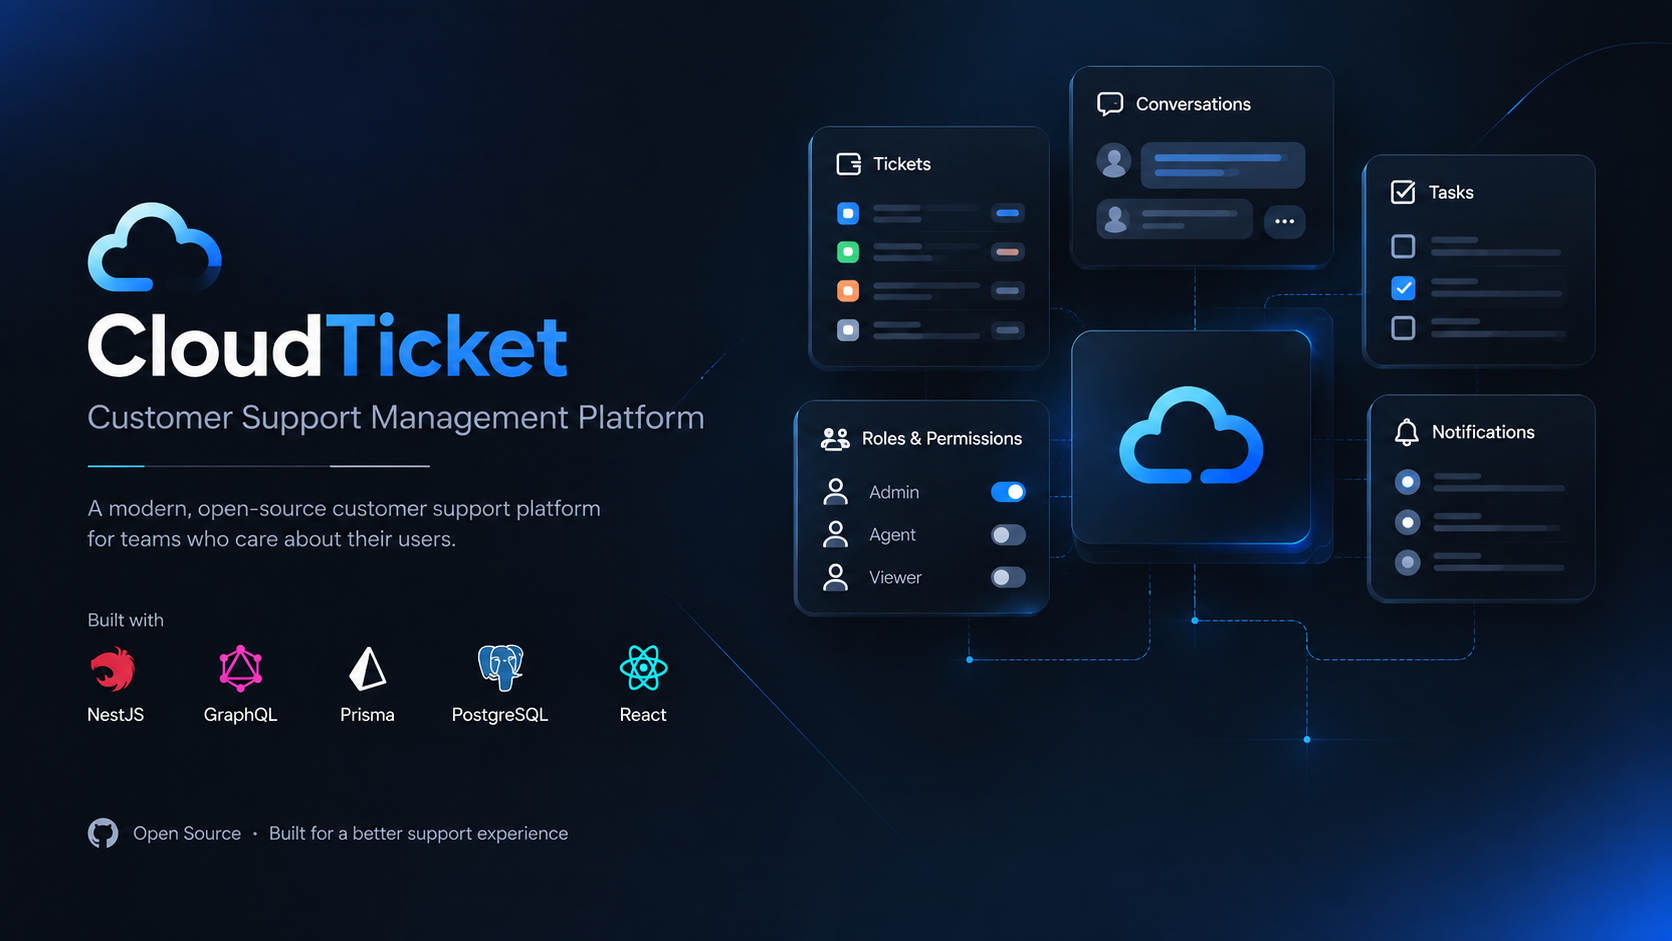 CloudTicket
Customer Support Management Platform
A modern, open-source customer support platform
for teams who care about their users.
Built with
NestJS
GraphQL
Prisma
PostgreSQL
React
Open Source · Built for a better support experience
Tickets
Conversations
Tasks
Roles & Permissions
Admin
Agent
Viewer
Notifications